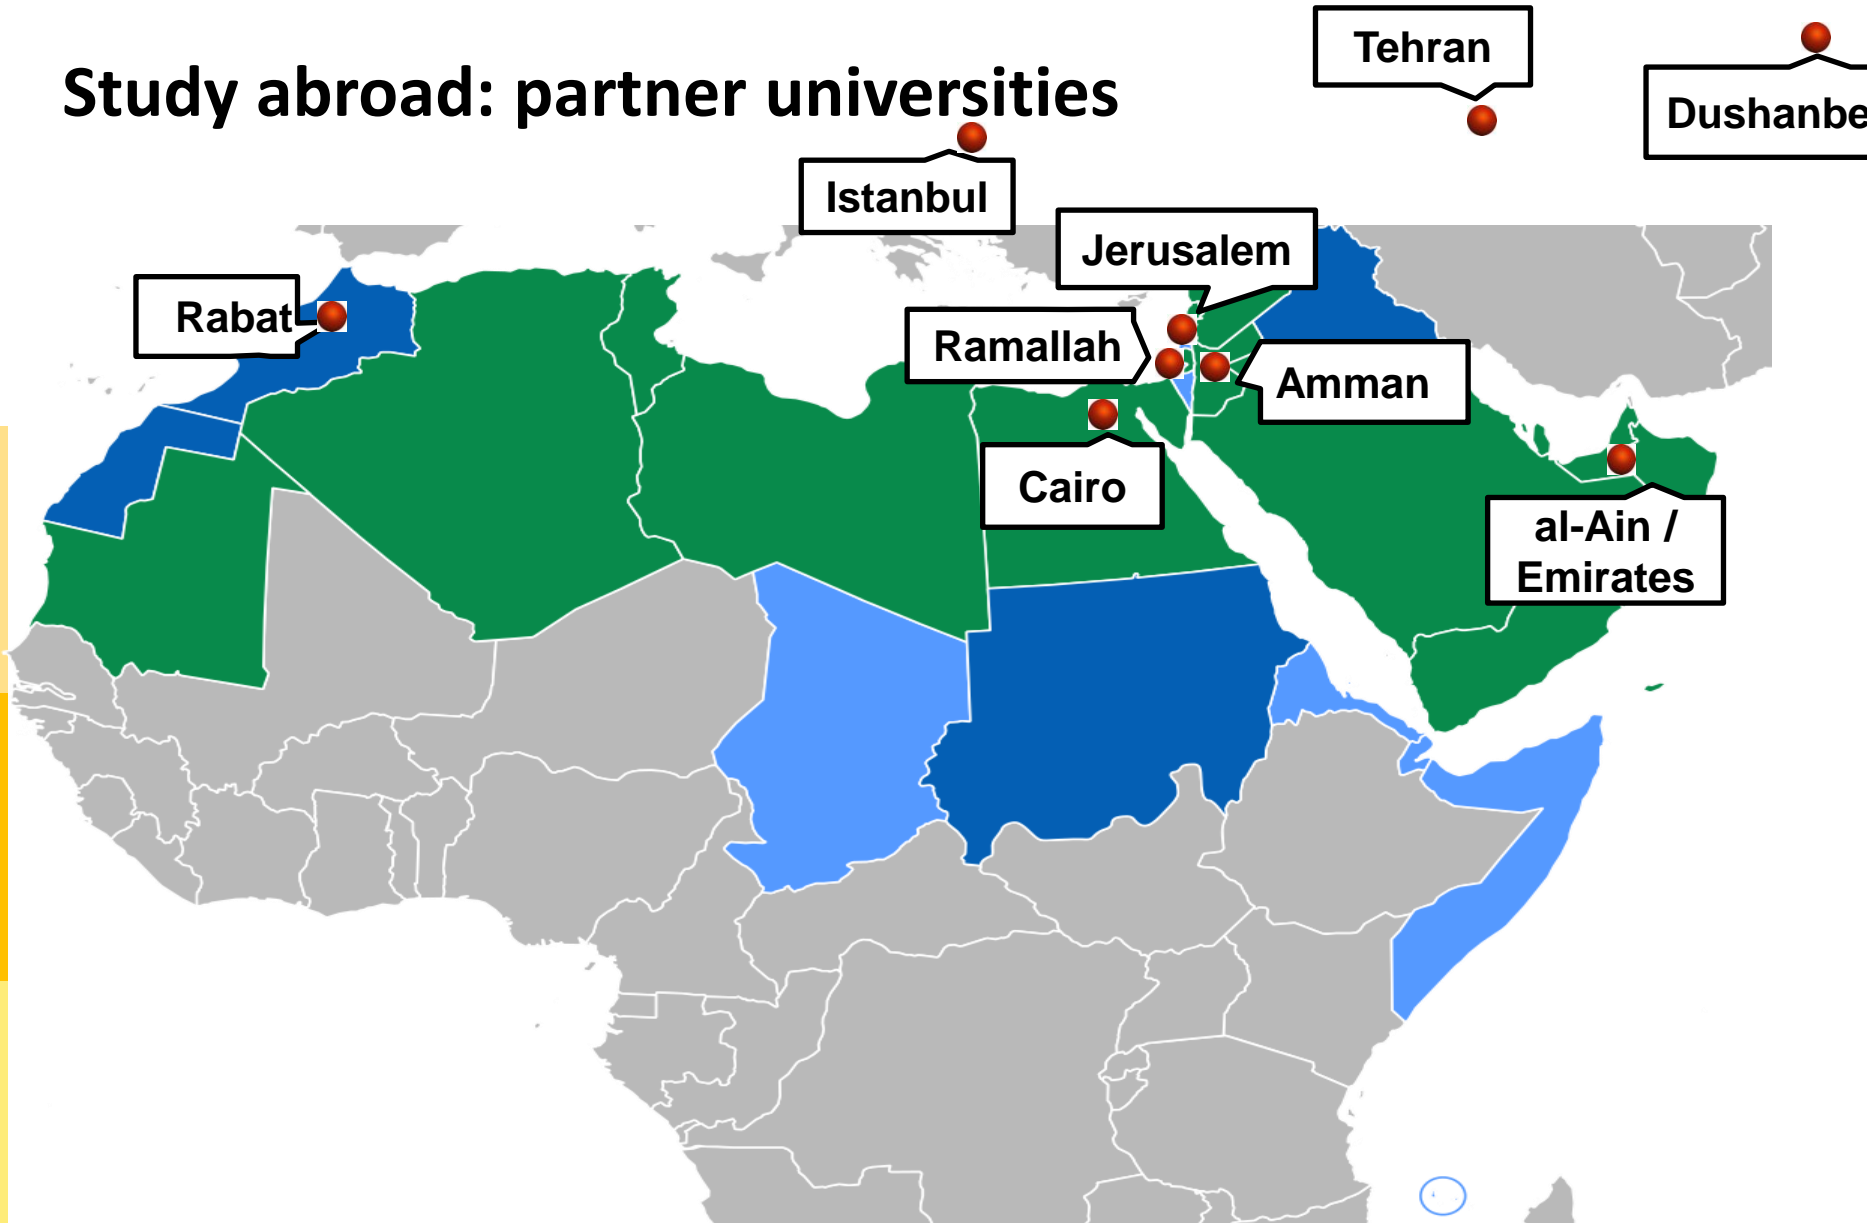 Study abroad: partner universities
Tehran
Dushanbe
Istanbul
Jerusalem
Rabat
Ramallah
Amman
Cairo
al-Ain /
Emirates